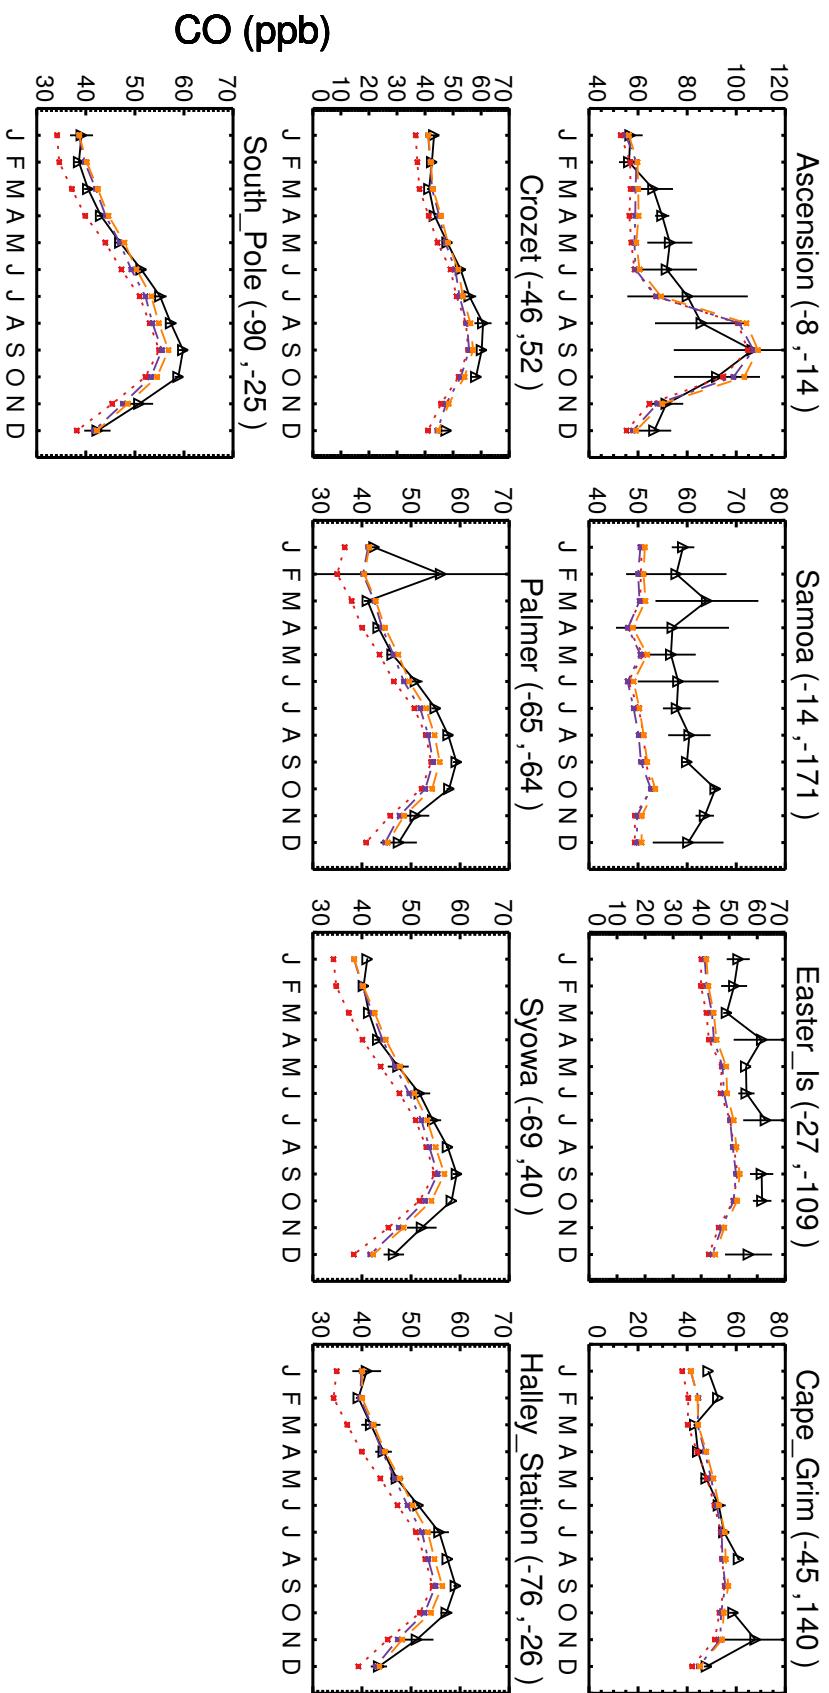 Ascension (-8 ,-14 )
120
100
80
60
40
J F M A M J J A S O N D
Samoa (-14 ,-171 )
80
70
60
50
40
J F M A M J J A S O N D
Easter_Is (-27 ,-109 )
70
60
50
40
30
20
10
0
J F M A M J J A S O N D
Cape_Grim (-45 ,140 )
80
60
40
20
0
J F M A M J J A S O N D
Crozet (-46 ,52 )
70
60
50
40
30
20
10
0
J F M A M J J A S O N D
Palmer (-65 ,-64 )
70
60
50
40
30
J F M A M J J A S O N D
Syowa (-69 ,40 )
70
60
50
40
30
J F M A M J J A S O N D
Halley_Station (-76 ,-26 )
70
60
50
40
30
J F M A M J J A S O N D
CO (ppb)
South_Pole (-90 ,-25 )
70
60
50
40
30
J F M A M J J A S O N D